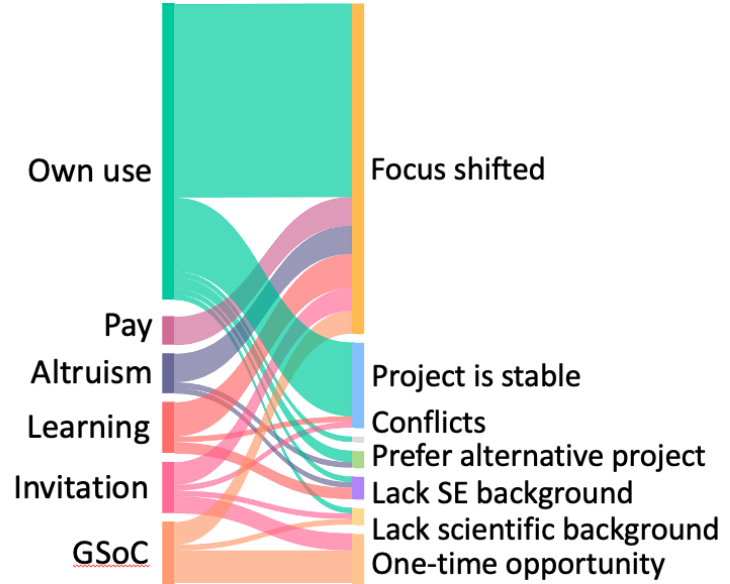 Own use
Pay
Altruism
Learning
Invitation
GSoC
Focus shifted
Project is stable
Conflicts
Prefer alternative project
Lack SE background
Lack scientific background
One-time opportunity